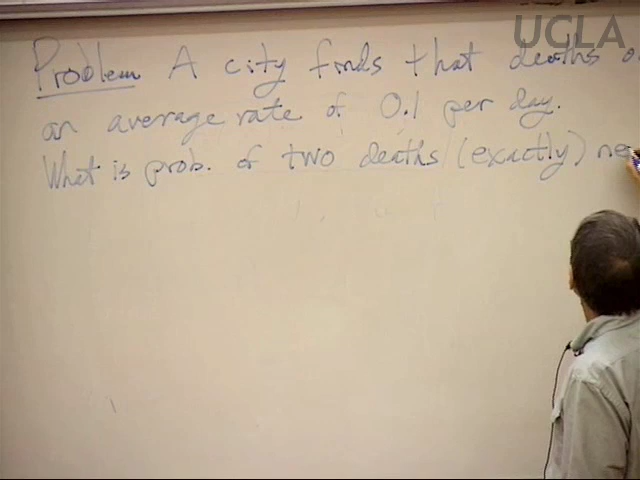 UCLA
Problem A city finds that deaths o
an average rate of 0.1 per day.
What is prob. of two deaths (exactly) ne